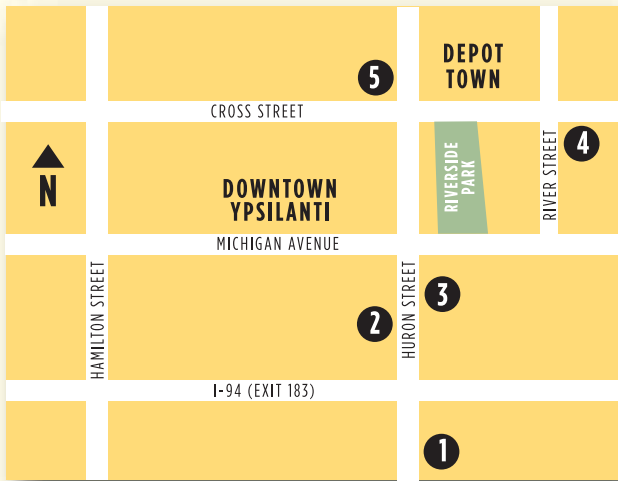 5
DEPOT
TOWN
CROSS STREET
N
DOWNTOWN
YPSILANTI
RIVERSIDE
PARK
RIVER STREET
4
MICHIGAN AVENUE
HAMILTON STREET
HURON STREET
3
2
I-94 (EXIT 183)
1